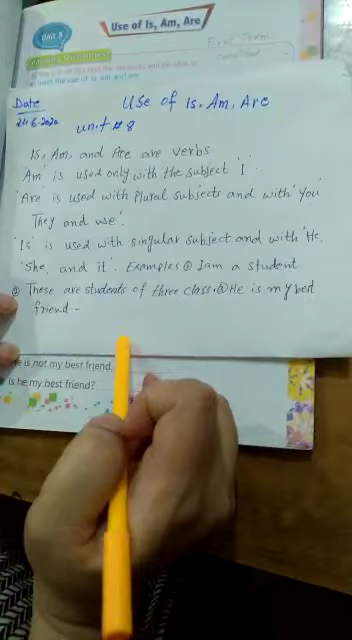 Unit 8
Use of Is, Am, Are
Date
Use of Is, Am, Are
24-6-2020
Unit # 8
Is, Am, and Are are verbs.
Am' is used only with the subject 'I'
'Are' is used with plural subjects and with 'You
They and we'.
'Is' is used with singular subject and with 'He,
'She, and it'. Examples ① I am a student
② These are students of three class. ③ He is my best
friend -
e is not my best friend.
is he my best friend?